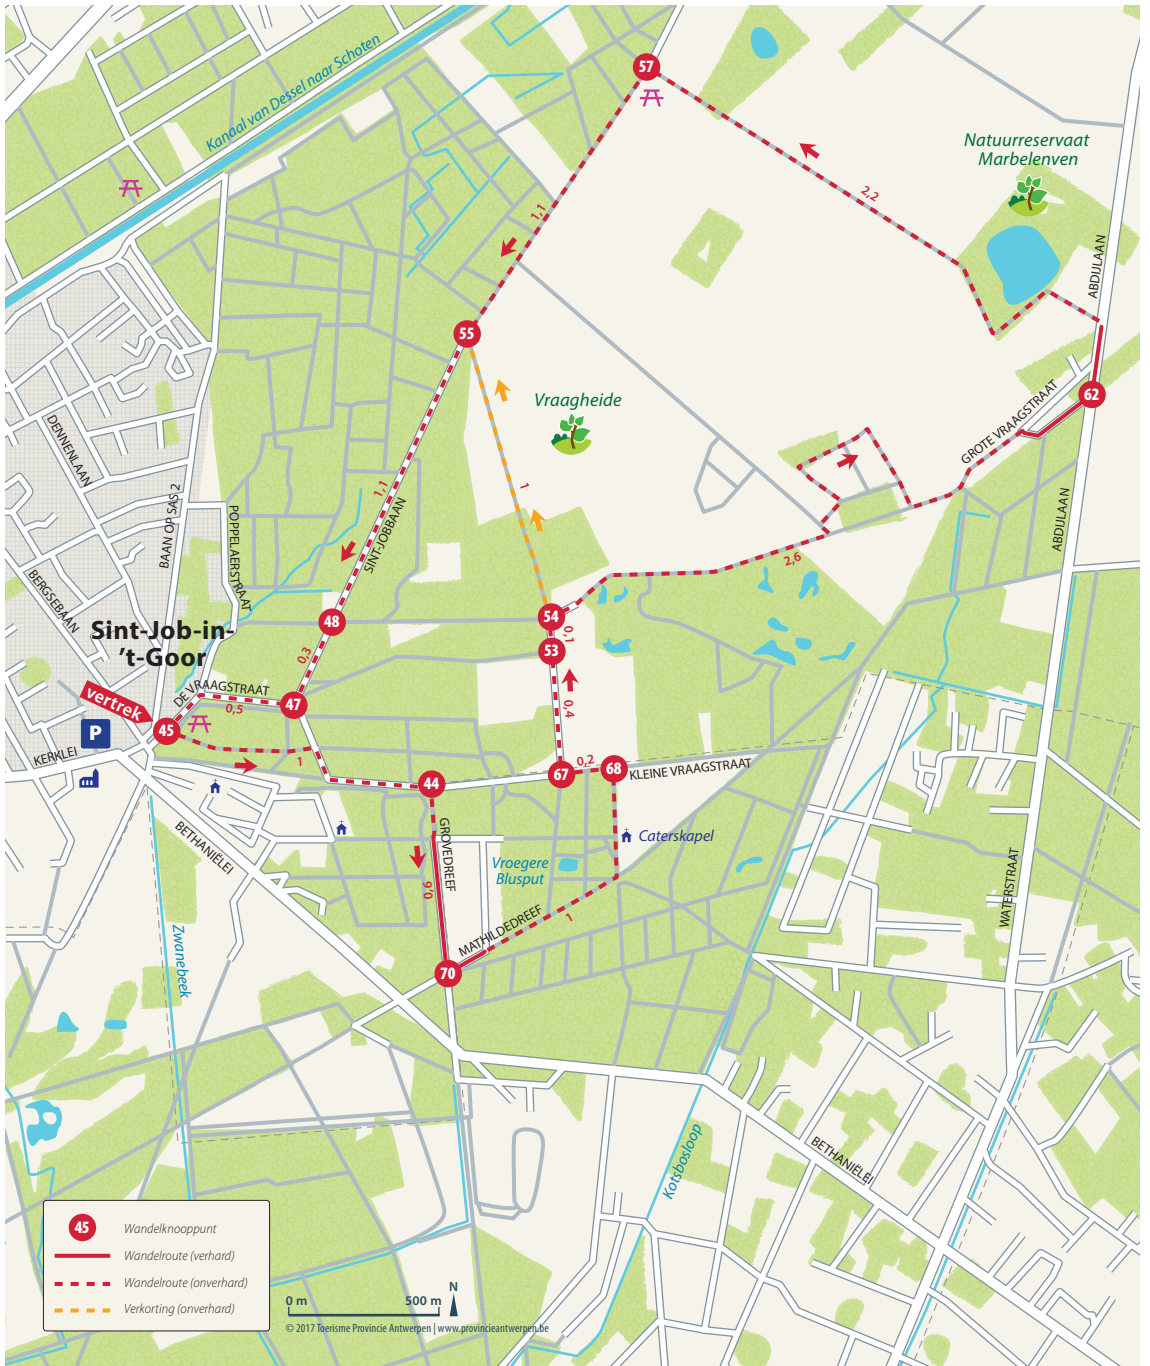 57
Kanaal van Dessel naar Schoten
Natuurreservaat
Marbelenven
2,2
1,1
ABDIJLAAN
55
62
Vraagheide
GROTE VRAAGSTRAAT
DENNENLAAN
BAAN OP SAS 2
POPPELAERSTRAAT
1,1
SINT-JOBBAAN
1
ABDIJLAAN
2,6
BERGSEBAAN
Sint-Job-in-
't-Goor
48
54
0,1
53
0,3
DE VRAAGSTRAAT
0,5
47
0,4
vertrek
45
P
KERKLEI
1
44
67
0,2
68
KLEINE VRAAGSTRAAT
GROVEDREEF
Caterskapel
BETHANIËLEI
Vroegere
Blusput
0,6
WATERSTRAAT
MATHILDEDREEF
1
Zwanebeek
70
Kotsbosloop
BETHANIËLEI
45
Wandelknooppunt
Wandelroute (verhard)
Wandelroute (onverhard)
Verkorting (onverhard)
N
0 m
500 m
© 2017 Toerisme Provincie Antwerpen | www.provincieantwerpen.be